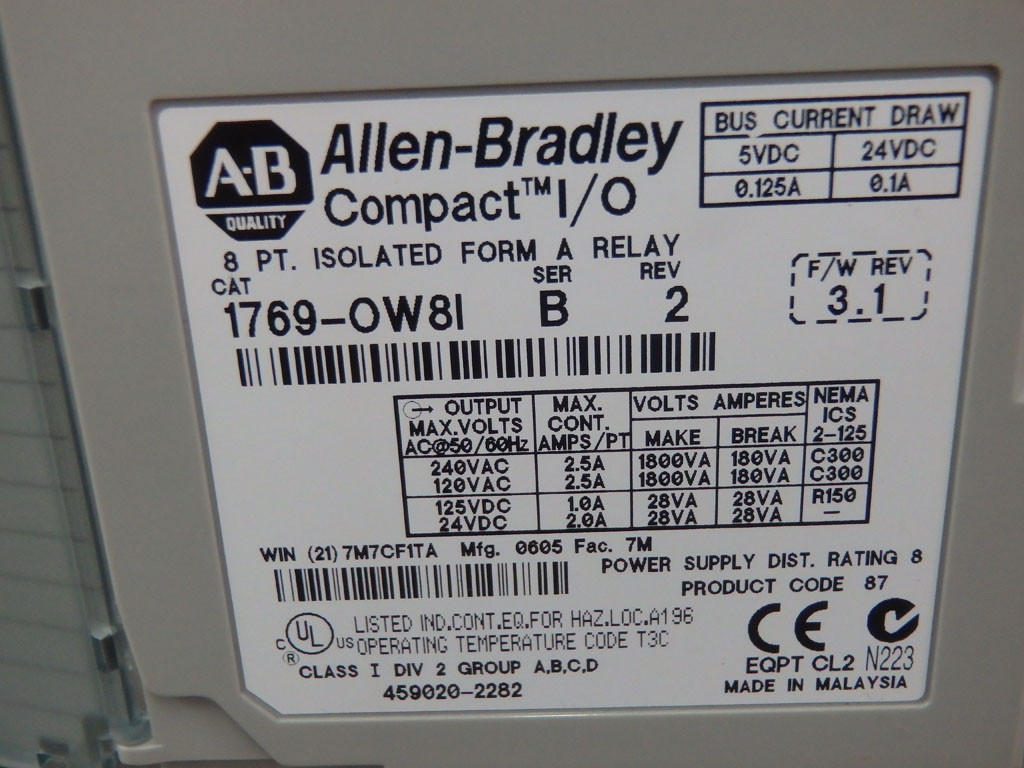 A-B
QUALITY
Allen-Bradley
Compact™ I/O
BUS CURRENT DRAW
5VDC 24VDC
0.125A 0.1A
8 PT. ISOLATED FORM A RELAY
CAT SER REV
1769-OW8I B 2
F/W REV
3.1
OUTPUT MAX. VOLTS AMPERES NEMA
MAX.VOLTS CONT. ICS
AC@50/60Hz AMPS/PT MAKE BREAK 2-125
240VAC 2.5A 1800VA 180VA C300
120VAC 2.5A 1800VA 180VA C300
125VDC 1.0A 28VA 28VA R150
24VDC 2.0A 28VA 28VA —
WIN (21) 7M7CF1TA Mfg. 0605 Fac. 7M
POWER SUPPLY DIST. RATING 8
PRODUCT CODE 87
C UL US ®
LISTED IND.CONT.EQ.FOR HAZ.LOC.A196
OPERATING TEMPERATURE CODE T3C
CLASS I DIV 2 GROUP A,B,C,D
459020-2282
CE
EQPT CL2 N223
MADE IN MALAYSIA